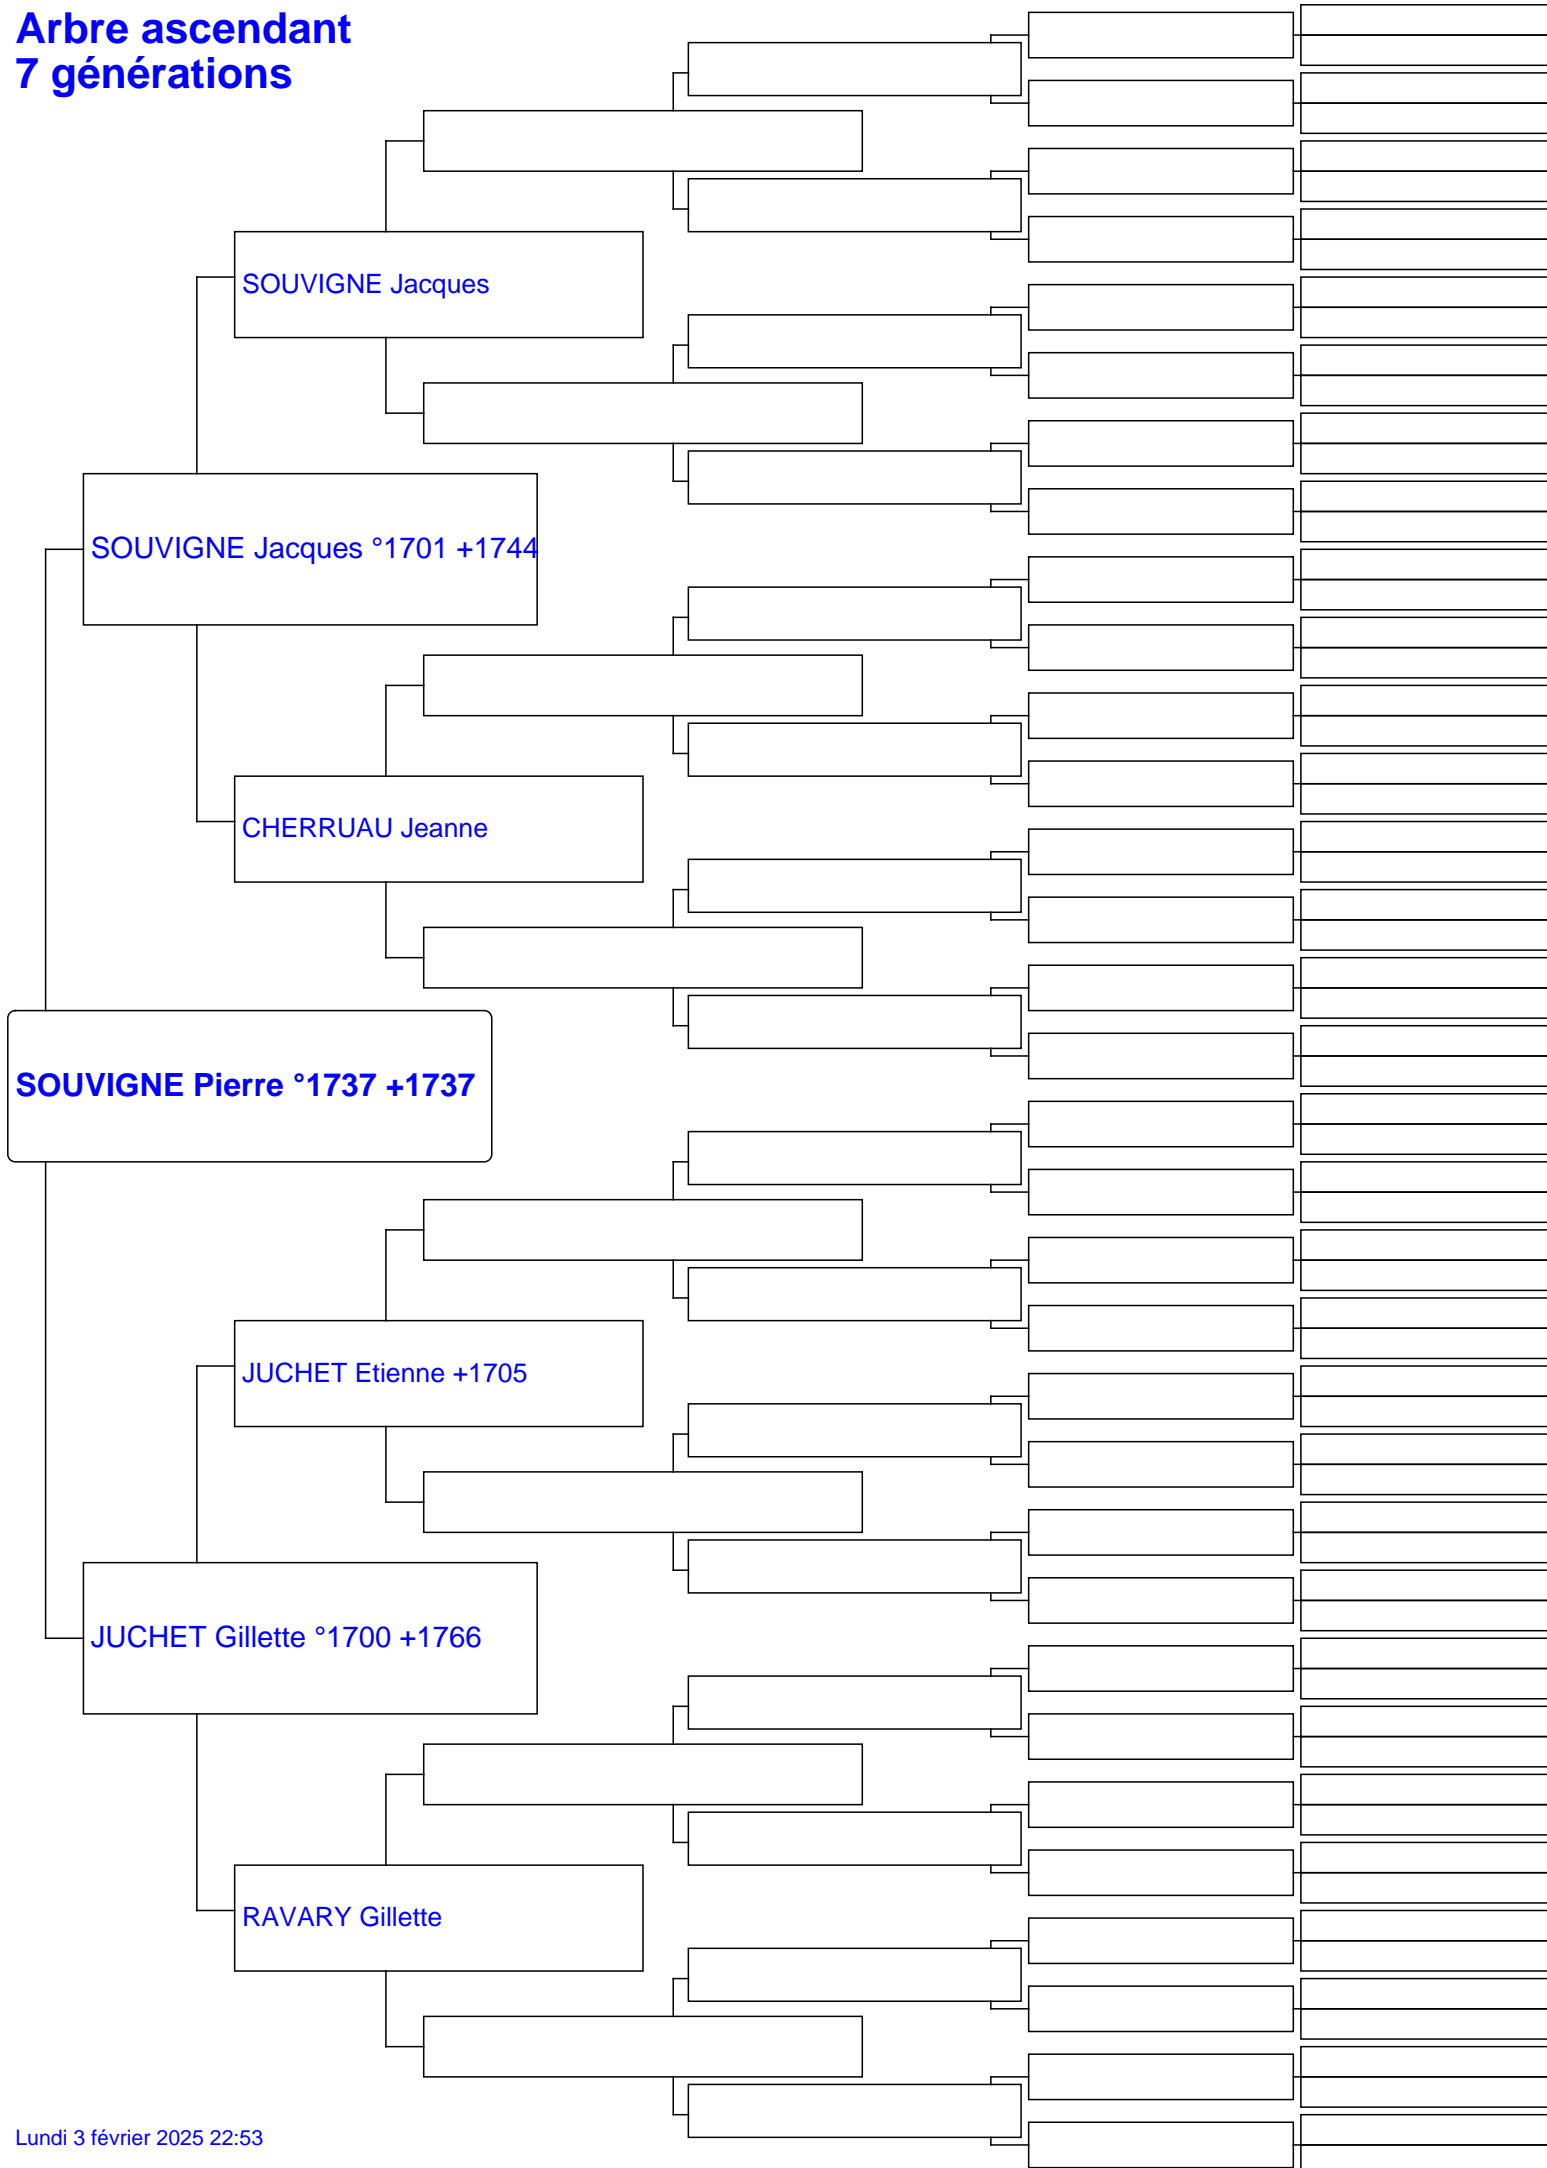 Arbre ascendant
7 générations
SOUVIGNE Jacques
SOUVIGNE Jacques °1701 +1744
CHERRUAU Jeanne
SOUVIGNE Pierre °1737 +1737
JUCHET Etienne +1705
JUCHET Gillette °1700 +1766
RAVARY Gillette
Lundi 3 février 2025 22:53